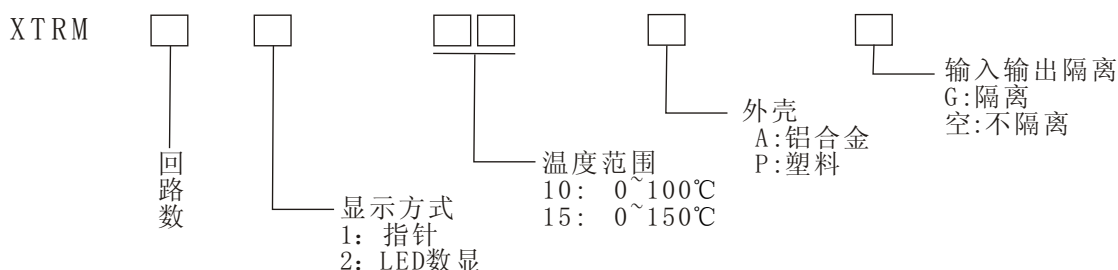 XTRM
输入输出隔离
G:隔离
空:不隔离
外壳
A:铝合金
P:塑料
温度范围
10: 0~100℃
15: 0~150℃
回路数
显示方式
1: 指针
2: LED数显